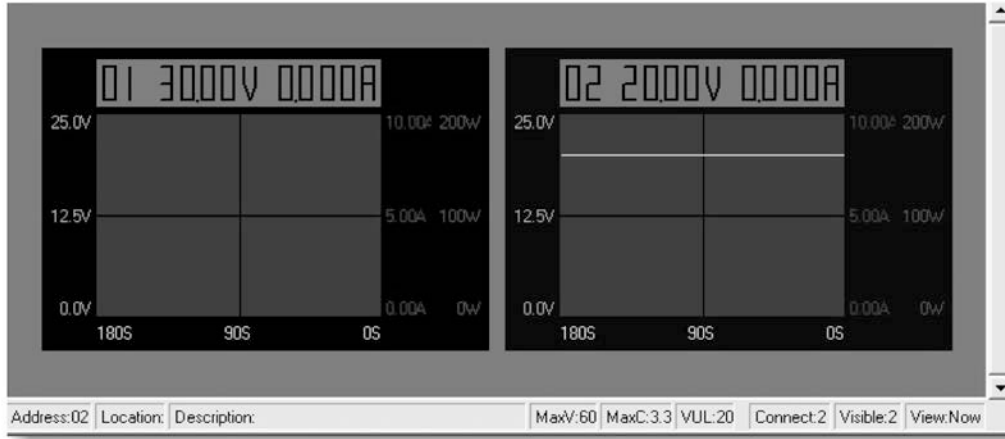 01 30.00V 0.000A
25.0V 10.00A 200W
12.5V 5.00A 100W
0.0V 0.00A 0W
180S 90S 0S
02 20.00V 0.000A
25.0V 10.00A 200W
12.5V 5.00A 100W
0.0V 0.00A 0W
180S 90S 0S
Address:02 Location: Description: MaxV:60 MaxC:3.3 VUL:20 Connect:2 Visible:2 View:Now